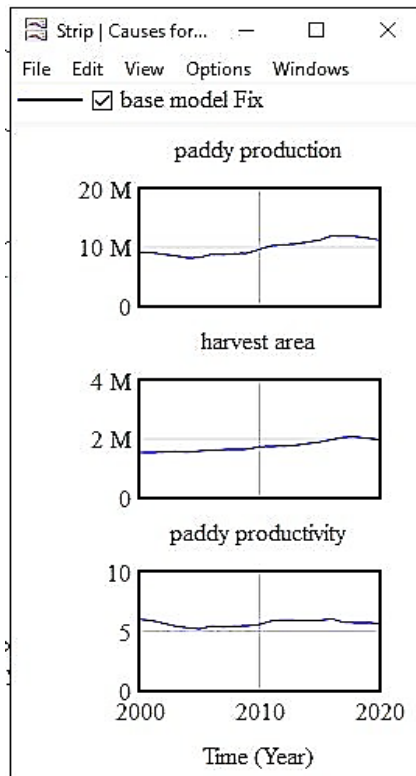 Strip | Causes for...
File Edit View Options Windows
base model Fix
paddy production
20 M
10 M
0
harvest area
4 M
2 M
0
paddy productivity
10
5
0
2000 2010 2020
Time (Year)